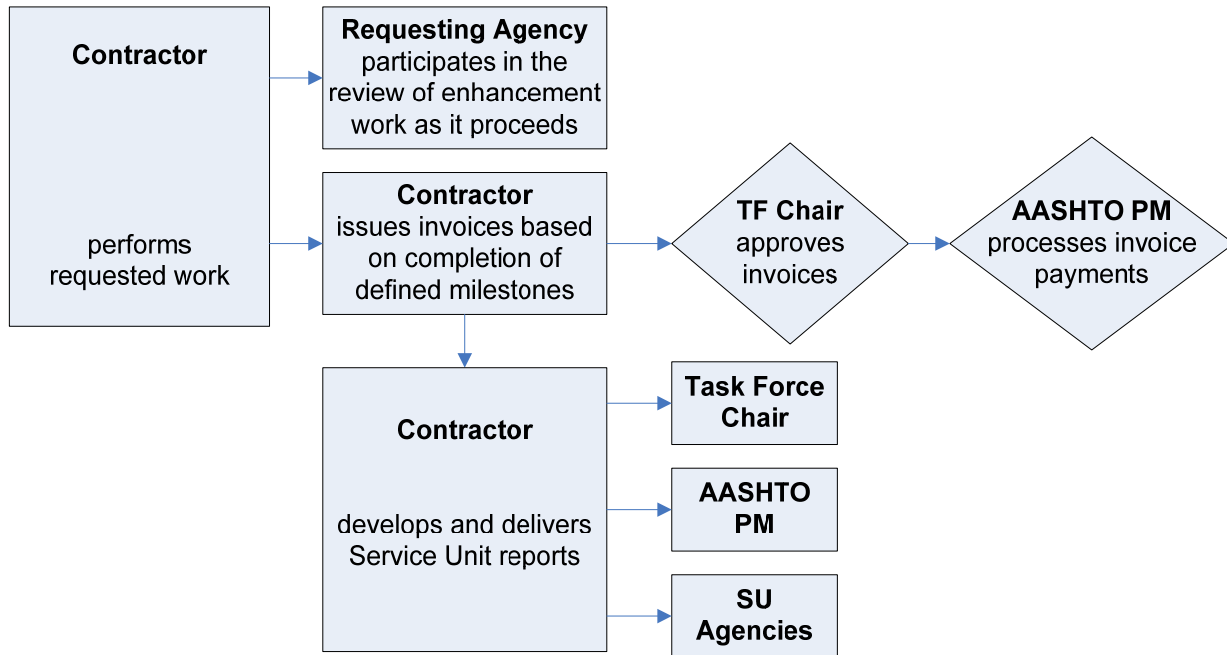 Contractor
performs
requested work
Requesting Agency
participates in the
review of enhancement
work as it proceeds
Contractor
issues invoices based
on completion of
defined milestones
TF Chair
approves
invoices
AASHTO PM
processes invoice
payments
Contractor
develops and delivers
Service Unit reports
Task Force
Chair
AASHTO
PM
SU
Agencies